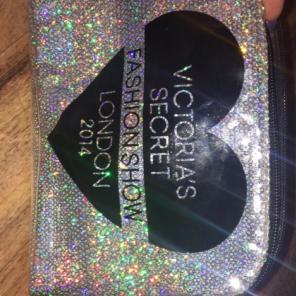 VICTORIA'S
SECRET
FASHION SHOW
LONDON
2014